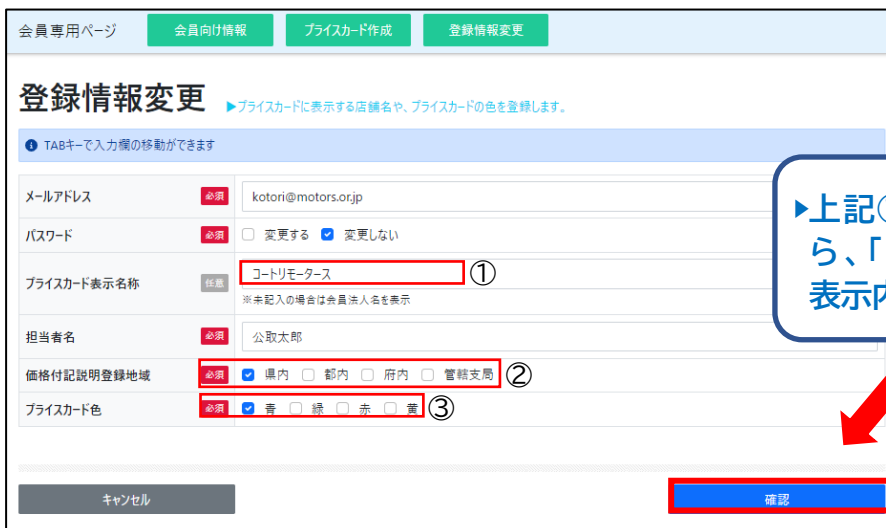 会員専用ページ 会員向け情報 プライスカード作成 登録情報変更
登録情報変更 ▶プライスカードに表示する店舗名や、プライスカードの色を登録します。
TABキーで入力欄の移動ができます
メールアドレス 必須 kotori@motors.or.jp
パスワード 必須 変更する 変更しない
プライスカード表示名称 任意 コートリモータース ①
※未記入の場合は会員法人名を表示
担当者名 必須 公取太郎
価格付記説明登録地域 必須 県内 都内 府内 管轄支局 ②
プライスカード色 必須 青 緑 赤 黄 ③
▶上記
ら、「
表示内
キャンセル 確認